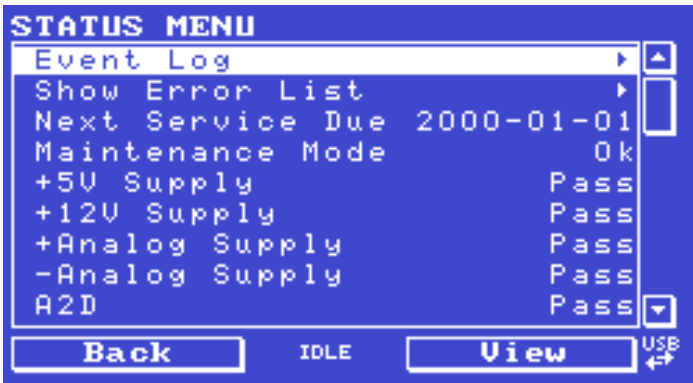 STATUS MENU
Event Log
Show Error List
Next Service Due 2000-01-01
Maintenance Mode Ok
+5V Supply Pass
+12V Supply Pass
+Analog Supply Pass
-Analog Supply Pass
A2D Pass
Back IDLE View USB